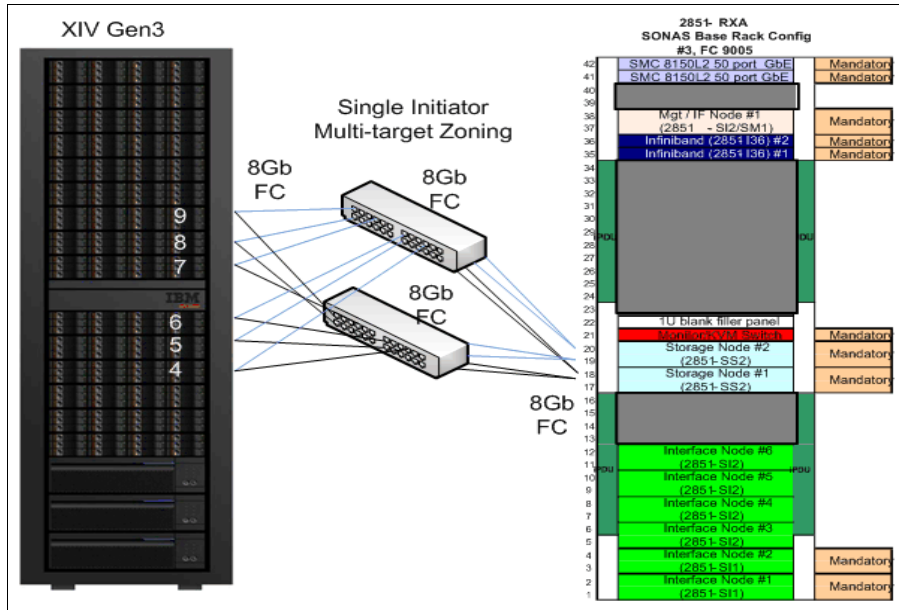 XIV Gen3
Single Initiator
Multi-target Zoning
8Gb
FC
8Gb
FC
8Gb
FC
8Gb
FC
9
8
7
IBM
6
5
4
2851- RXA
SONAS Base Rack Config
#3, FC 9005
42 SMC 8150L2 50 port GbE Mandatory
41 SMC 8150L2 50 port GbE Mandatory
40
39
38 Mgt / IF Node #1 Mandatory
37 (2851 - SI2/SM1)
36 Infiniband (2851 I36) #2 Mandatory
35 Infiniband (2851 I36) #1 Mandatory
34
33
32
31
30
29
28
27
26
25
24
23
22 1U blank filler panel
21 Monitor/KVM Switch Mandatory
20 Storage Node #2 Mandatory
19 (2851-SS2)
18 Storage Node #1 Mandatory
17 (2851-SS2)
16
15
14
13
12 Interface Node #6
11 (2851-SI2)
10 Interface Node #5
9 (2851-SI2)
8 Interface Node #4
7 (2851-SI2)
6 Interface Node #3
5 (2851-SI2)
4 Interface Node #2 Mandatory
3 (2851-SI1)
2 Interface Node #1 Mandatory
1 (2851-SI1)